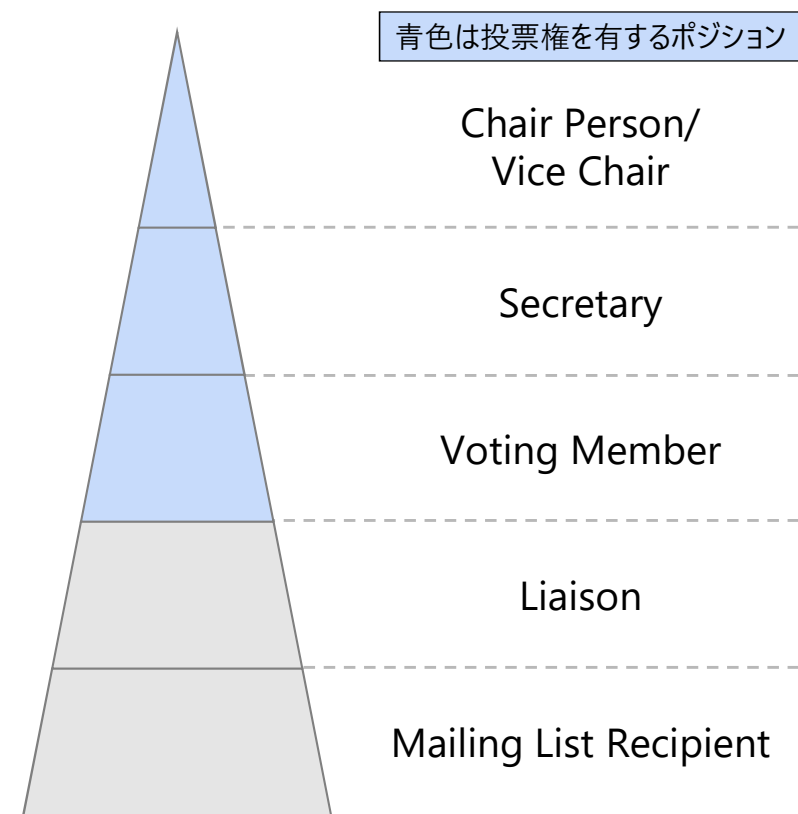 青色は投票権を有するポジション
Chair Person/
Vice Chair
Secretary
Voting Member
Liaison
Mailing List Recipient